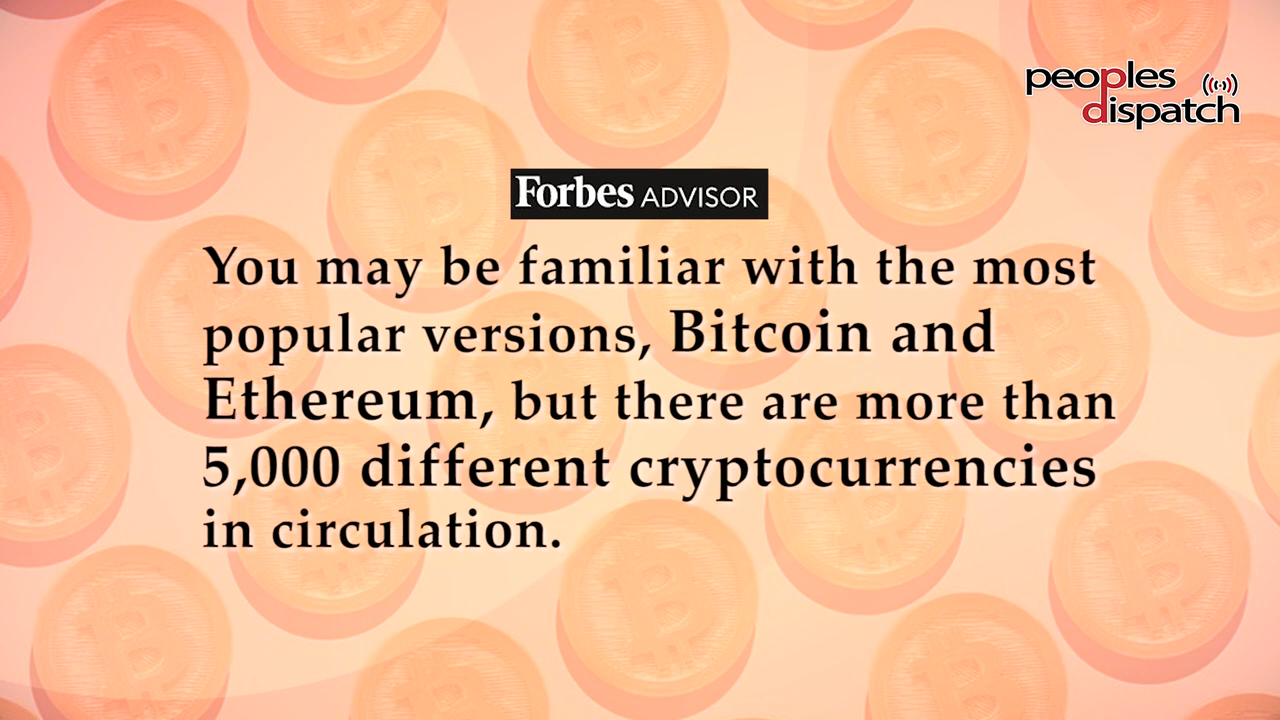 peoples
dispatch
Forbes ADVISOR
You may be familiar with the most
popular versions, Bitcoin and
Ethereum, but there are more than
5,000 different cryptocurrencies
in circulation.